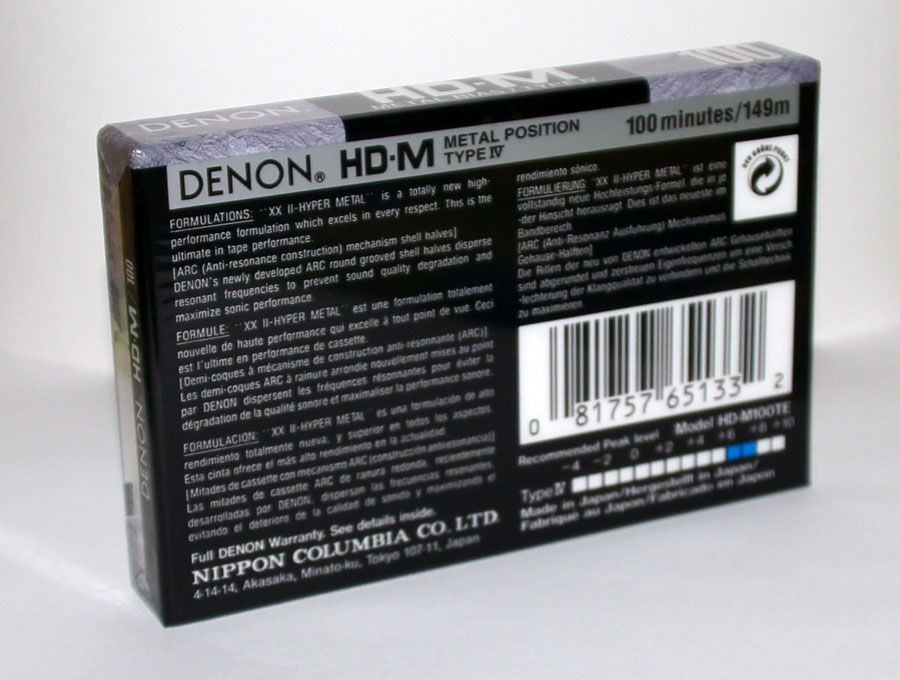 DENON
HD-M
100
DENON® HD·M METAL POSITION
TYPE IV
100 minutes/149m
FORMULATIONS: ¨XX II-HYPER METAL¨ is a totally new high-
performance formulation which excels in every respect. This is the
ultimate in tape performance.
[ARC (Anti-resonance construction) mechanism shell halves]
DENON's newly developed ARC round grooved shell halves disperse
resonant frequencies to prevent sound quality degradation and
maximize sonic performance.
FORMULE: ¨XX II-HYPER METAL¨ est une formulation totalement
nouvelle de haute performance qui excelle à tout point de vue. Ceci
est l'ultime en performance de cassette.
[Demi-coques à mécanisme de construction anti-résonnante (ARC)]
Les demi-coques ARC à rainure arrondie nouvellement mises au point
par DENON dispersent les fréquences résonnantes pour éviter la
dégradation de la qualité sonore et maximaliser la performance sonore.
FORMULACION: ¨XX II-HYPER METAL¨ es una formulación de alto
rendimiento totalmente nueva, y superior en todos los aspectos.
Esta cinta ofrece el más alto rendimiento en la actualidad.
[Mitades de cassette con mecanismo ARC (construcción antiresonancia)]
Las mitades de cassette ARC de ranura redonda, recientemente
desarrolladas por DENON, dispersan las frecuencias resonantes,
evitando el deterioro de la calidad de sonido y maximizando el
rendimiento sónico.
FORMULIERUNG: ¨XX II-HYPER METAL¨ ist eine
vollständig neue Hochleistungs-Formel, die in je
-der Hinsicht herausragt. Dies ist das neueste im
Bandbereich.
[ARC (Anti-Resonanz Ausfuhrung) Mechanismus
Gehause-Halften]
Die Rillen der neu von DENON entwickelten ARC Gehausehalften
sind abgerundet und zerstreuen Eigenfrequenzen um eine Versch
-lechterung der Klangqualitat zu verhindern und die Schalltechnik
zu maximieren.
DER GRÜNE PUNKT
0 81757 65133 2
Model HD-M100TE
Recommended Peak level
-4 -2 0 +2 +4 +6 +8 +10
Type IV
Made in Japan/Hergestellt in Japan/
Fabriqué au Japon/Fabricado en Japón
Full DENON Warranty. See details inside.
NIPPON COLUMBIA CO. LTD.
4-14-14, Akasaka, Minato-ku, Tokyo 107-11, Japan
DENON HD·M 100